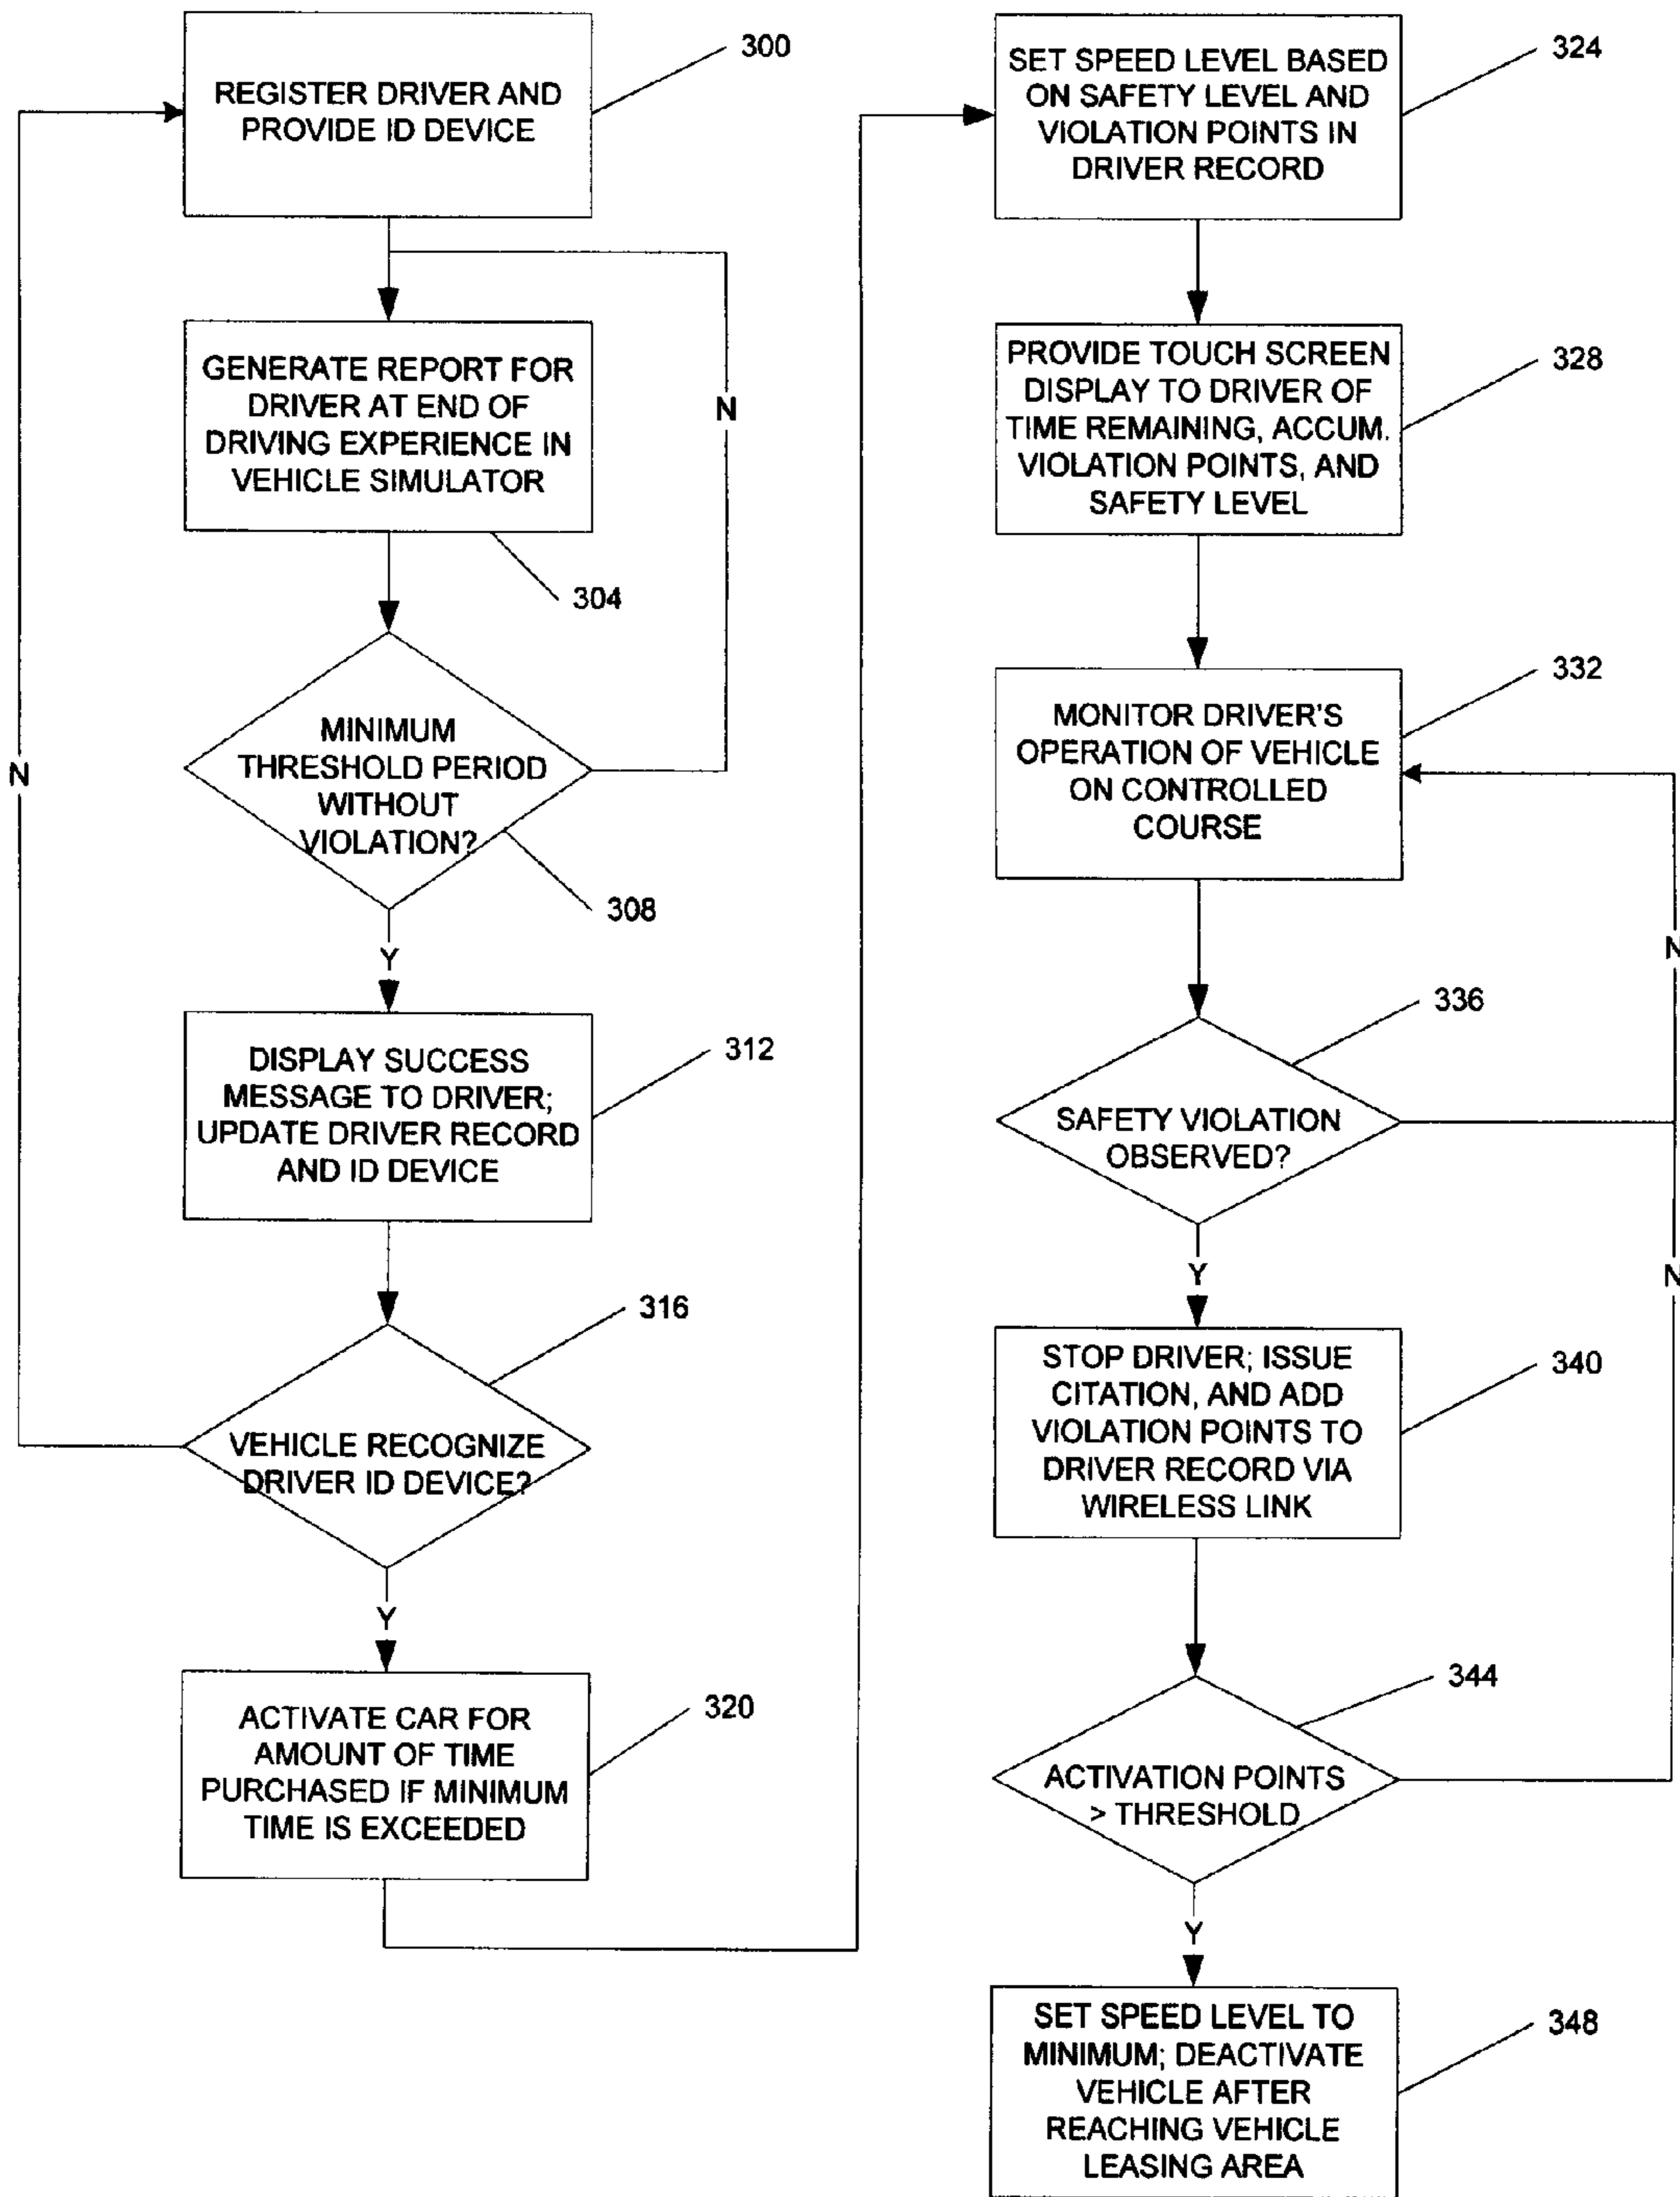 REGISTER DRIVER AND
PROVIDE ID DEVICE
300
GENERATE REPORT FOR
DRIVER AT END OF
DRIVING EXPERIENCE IN
VEHICLE SIMULATOR
304
N
MINIMUM
THRESHOLD PERIOD
WITHOUT
VIOLATION?
308
Y
DISPLAY SUCCESS
MESSAGE TO DRIVER;
UPDATE DRIVER RECORD
AND ID DEVICE
312
VEHICLE RECOGNIZE
DRIVER ID DEVICE?
316
N
Y
ACTIVATE CAR FOR
AMOUNT OF TIME
PURCHASED IF MINIMUM
TIME IS EXCEEDED
320
SET SPEED LEVEL BASED
ON SAFETY LEVEL AND
VIOLATION POINTS IN
DRIVER RECORD
324
PROVIDE TOUCH SCREEN
DISPLAY TO DRIVER OF
TIME REMAINING, ACCUM.
VIOLATION POINTS, AND
SAFETY LEVEL
328
MONITOR DRIVER'S
OPERATION OF VEHICLE
ON CONTROLLED
COURSE
332
SAFETY VIOLATION
OBSERVED?
336
N
Y
STOP DRIVER; ISSUE
CITATION, AND ADD
VIOLATION POINTS TO
DRIVER RECORD VIA
WIRELESS LINK
340
ACTIVATION POINTS
> THRESHOLD
344
N
Y
SET SPEED LEVEL TO
MINIMUM; DEACTIVATE
VEHICLE AFTER
REACHING VEHICLE
LEASING AREA
348